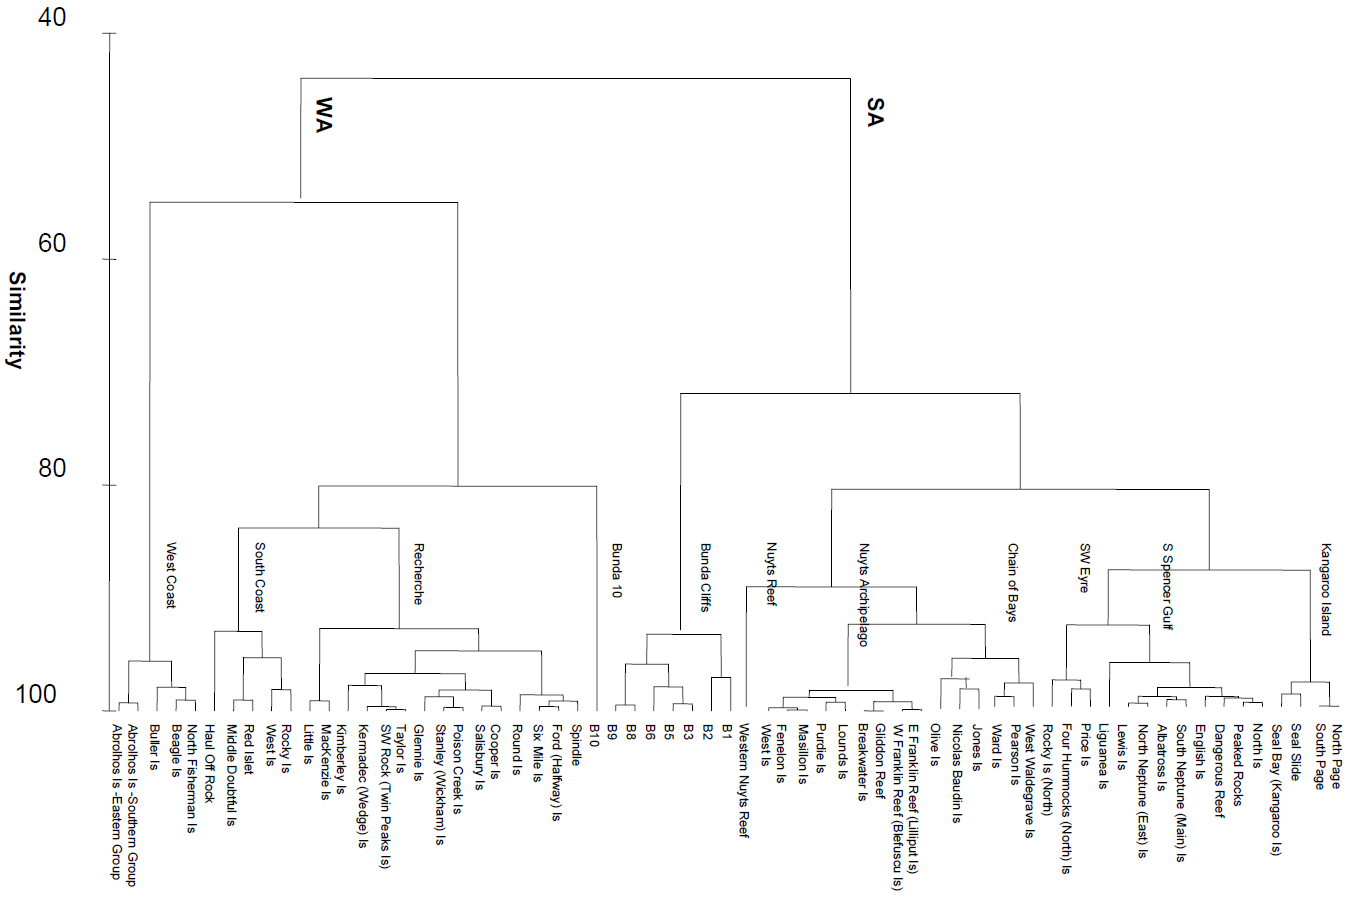 40
60
80
100
Similarity
WA
SA
West Coast
South Coast
Recherche
Bunda 10
Bunda Cliffs
Nuyts Reef
Nuyts Archipelago
Chain of Bays
SW Eyre
S Spencer Gulf
Kangaroo Island
Abrolhos Is -Eastern Group
Abrolhos Is -Southern Group
Buller Is
Beagle Is
North Fisherman Is
Haul Off Rock
Middle Doubtful Is
Red Islet
West Is
Rocky Is
Little Is
MacKenzie Is
Kimberley Is
Kermadec (Wedge) Is
SW Rock (Twin Peaks Is)
Taylor Is
Glennie Is
Stanley (Wickham) Is
Poison Creek Is
Salisbury Is
Cooper Is
Round Is
Six Mile Is
Ford (Halfway) Is
Spindle
B10
B9
B8
B6
B5
B3
B2
B1
Western Nuyts Reef
West Is
Fenelon Is
Masillon Is
Purdie Is
Lounds Is
Breakwater Is
Gliddon Reef
W Franklin Reef (Blefuscu Is)
E Franklin Reef (Lilliput Is)
Olive Is
Nicolas Baudin Is
Jones Is
Ward Is
Pearson Is
West Waldegrave Is
Rocky Is (North)
Four Hummocks (North) Is
Price Is
Liguanea Is
Lewis Is
North Neptune (East) Is
Albatross Is
South Neptune (Main) Is
English Is
Dangerous Reef
Peaked Rocks
North Is
Seal Bay (Kangaroo Is)
Seal Slide
South Page
North Page